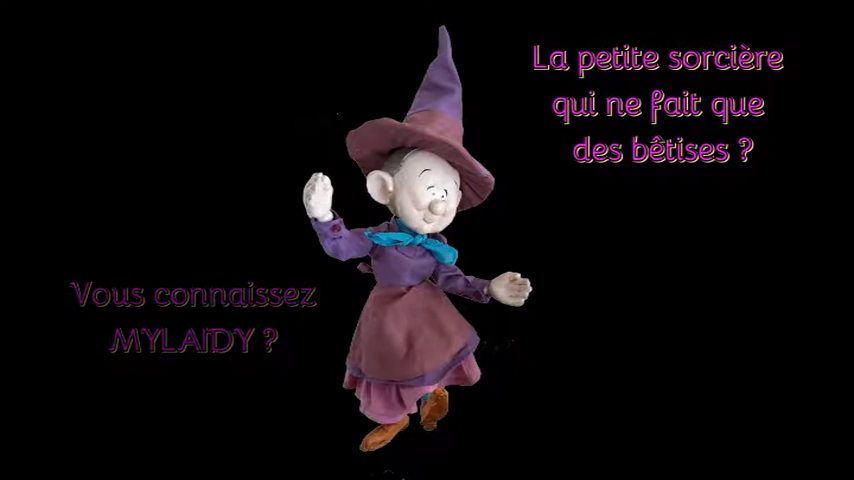 Vous connaissez
MYLAIDY ?
La petite sorcière
qui ne fait que
des bêtises ?